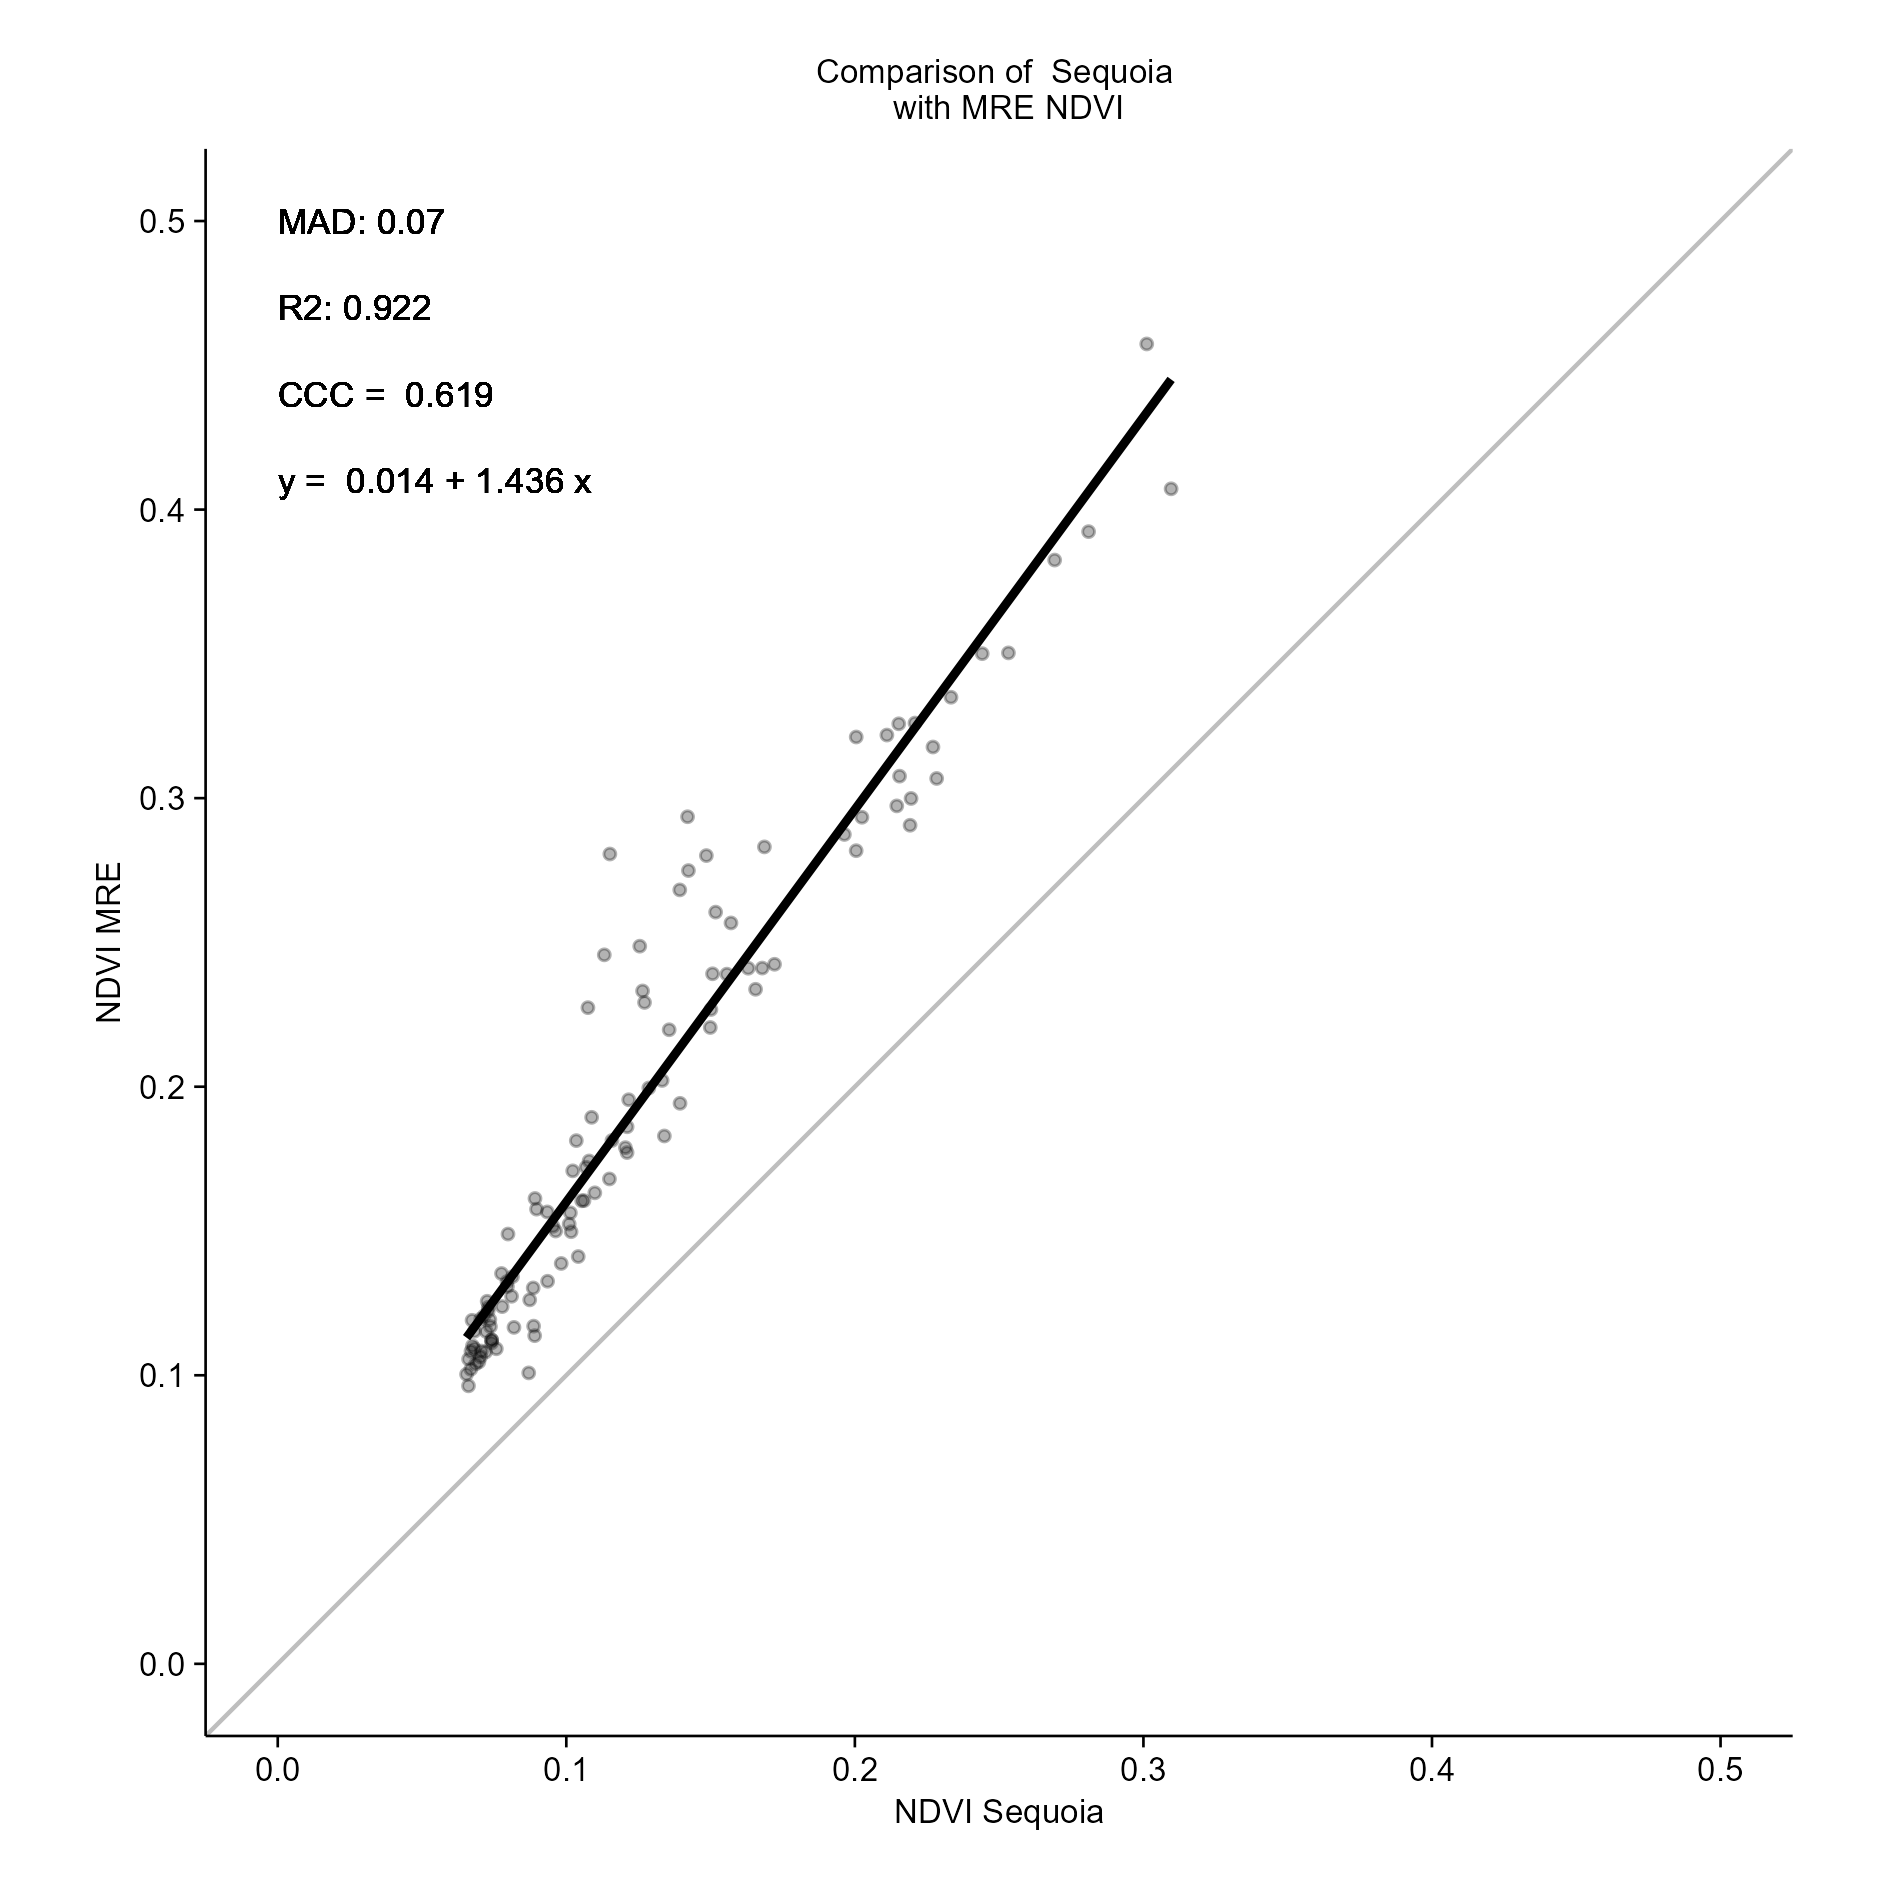 Comparison of  Sequoia
with MRE NDVI
MAD: 0.07
R2: 0.922
CCC =  0.619
y =  0.014 + 1.436 x
NDVI MRE
0.5
0.4
0.3
0.2
0.1
0.0
0.0 0.1 0.2 0.3 0.4 0.5
NDVI Sequoia